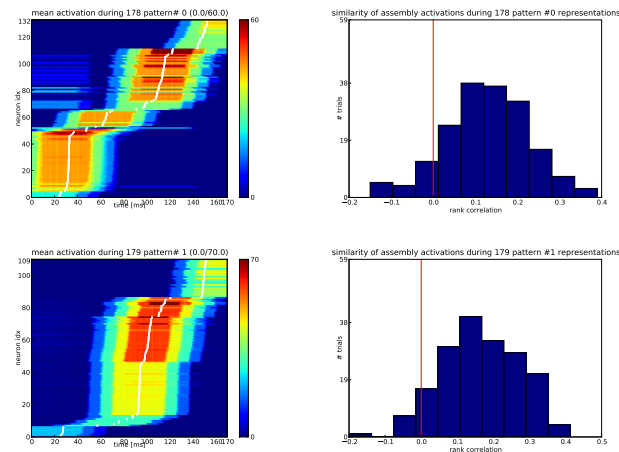 mean activation during 178 pattern# 0 (0.0/60.0)
132
120
100
80
60
40
20
0
neuron idx
0 20 40 60 80 100 120 140 160170
time [ms]
60
0
similarity of assembly activations during 178 pattern #0 representations
59
38
19
0
# trials
−0.2 −0.1 0.0 0.1 0.2 0.3 0.4
rank correlation
mean activation during 179 pattern# 1 (0.0/70.0)
109
100
80
60
40
20
0
neuron idx
0 20 40 60 80 100 120 140 160170
time [ms]
70
0
similarity of assembly activations during 179 pattern #1 representations
59
38
19
0
# trials
−0.2 −0.1 0.0 0.1 0.2 0.3 0.4 0.5
rank correlation